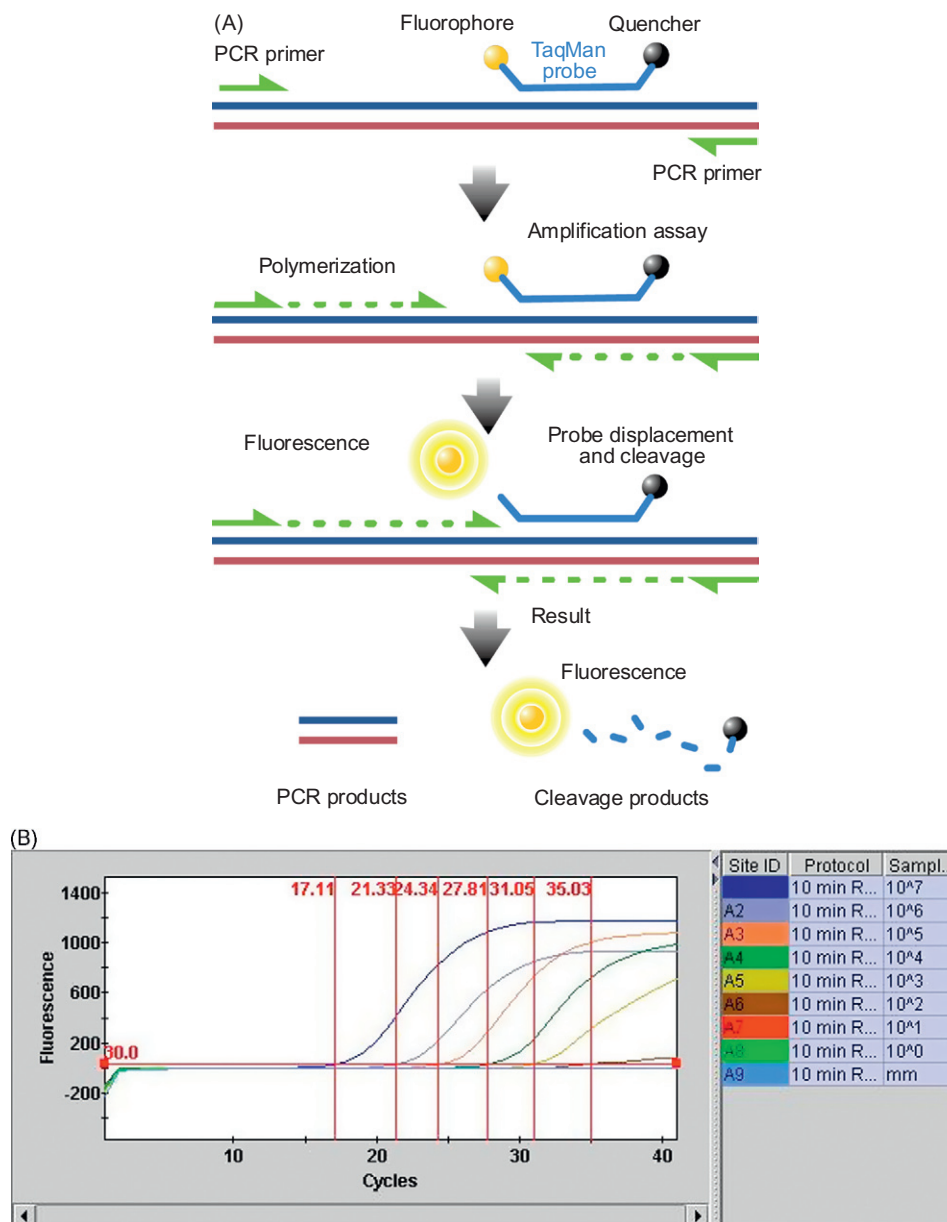 (A)
Fluorophore
Quencher
PCR primer
TaqMan
probe
PCR primer
Amplification assay
Polymerization
Fluorescence
Probe displacement
and cleavage
Result
Fluorescence
PCR products
Cleavage products
(B)
17.11 21.33 24.34 27.81 31.05 35.03
1400
1000
600
200
-200
30.0
Fluorescence
10 20 30 40
Cycles
Site ID Protocol Sampl...
10 min R... 10^7
A2 10 min R... 10^6
A3 10 min R... 10^5
A4 10 min R... 10^4
A5 10 min R... 10^3
A6 10 min R... 10^2
A7 10 min R... 10^1
A8 10 min R... 10^0
A9 10 min R... mm